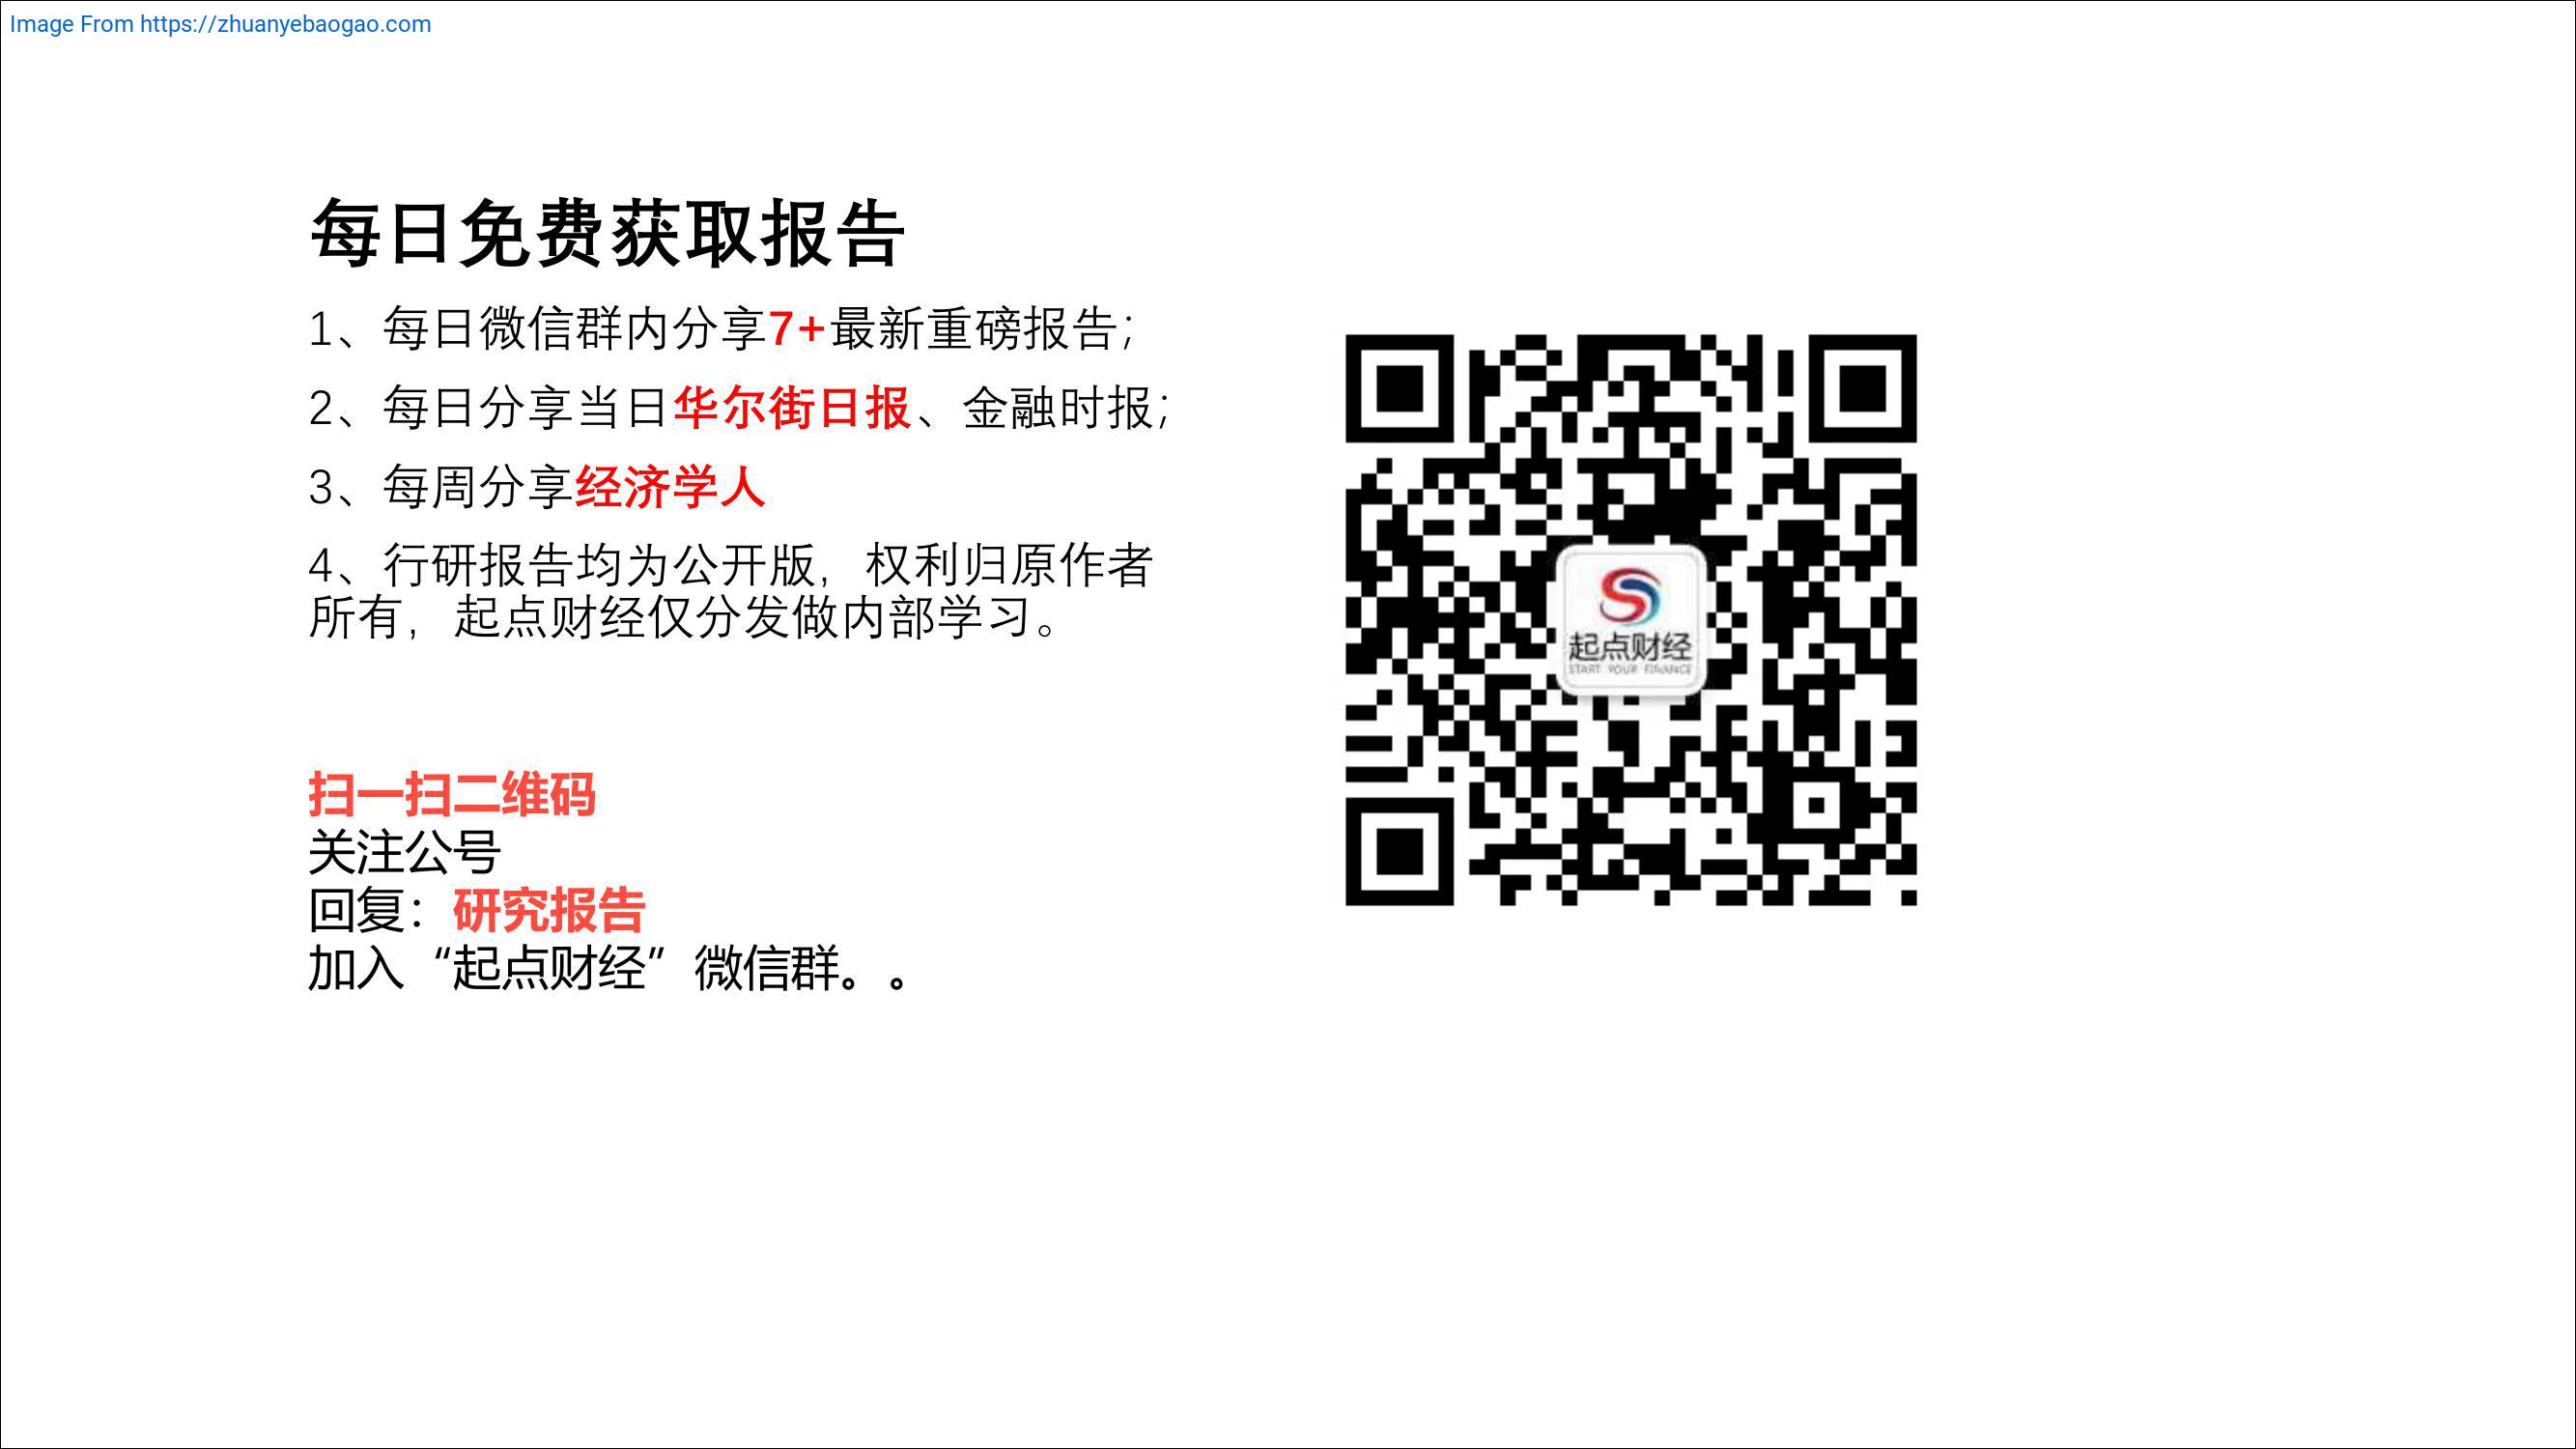 Image From https://zhuanyebaogao.com
每日免费获取报告
1、每日微信群内分享7+最新重磅报告；
2、每日分享当日华尔街日报、金融时报；
3、每周分享经济学人
4、行研报告均为公开版，权利归原作者
所有，起点财经仅分发做内部学习。
扫一扫二维码
关注公号
回复：研究报告
加入“起点财经”微信群。。
起点财经
START YOUR FINANCE